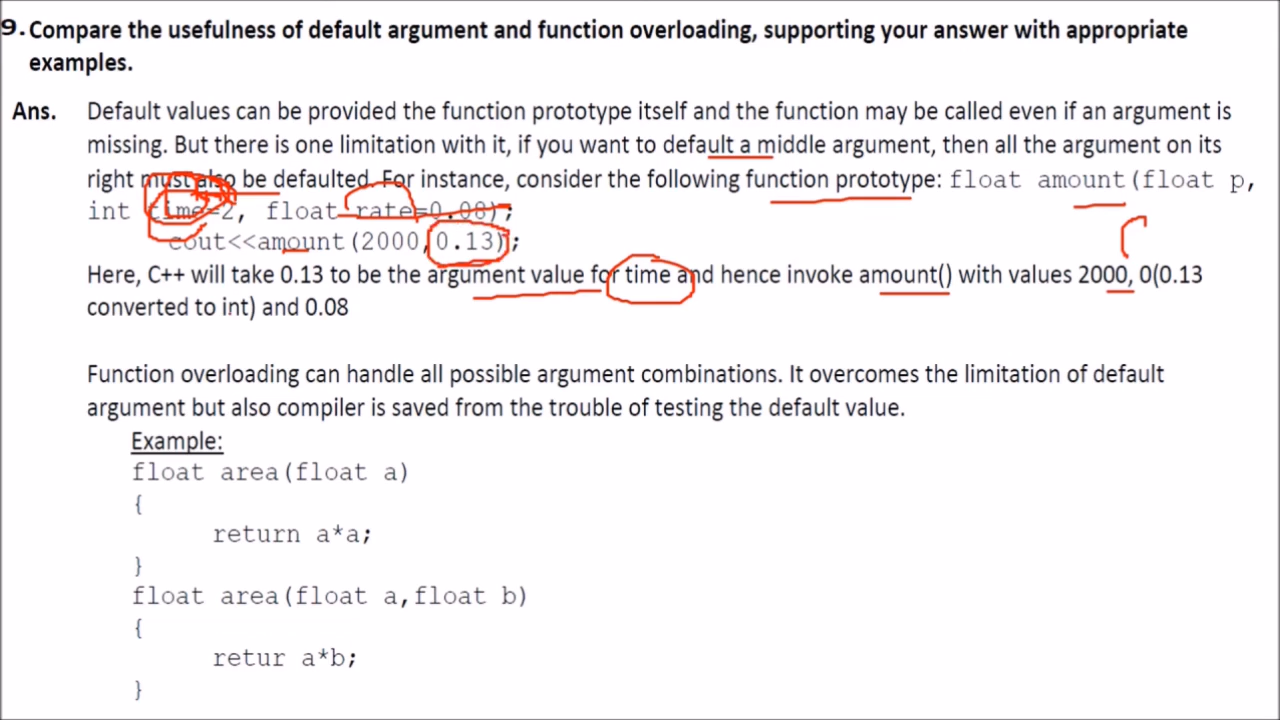 9. Compare the usefulness of default argument and function overloading, supporting your answer with appropriate
examples.
Ans. Default values can be provided the function prototype itself and the function may be called even if an argument is
missing. But there is one limitation with it, if you want to default a middle argument, then all the argument on its
right must also be defaulted. For instance, consider the following function prototype: float amount(float p,
int time=2, float rate=0.08);
cout<<amount(2000,0.13);
Here, C++ will take 0.13 to be the argument value for time and hence invoke amount() with values 2000, 0(0.13
converted to int) and 0.08
Function overloading can handle all possible argument combinations. It overcomes the limitation of default
argument but also compiler is saved from the trouble of testing the default value.
Example:
float area(float a)
{
return a*a;
}
float area(float a,float b)
{
retur a*b;
}